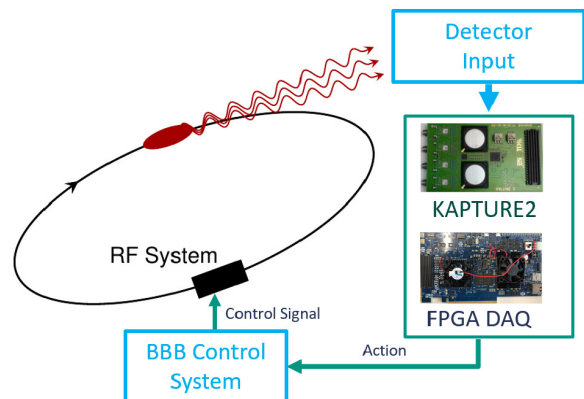 Detector
Input
KAPTURE2
FPGA DAQ
RF System
Control Signal
Action
BBB Control
System